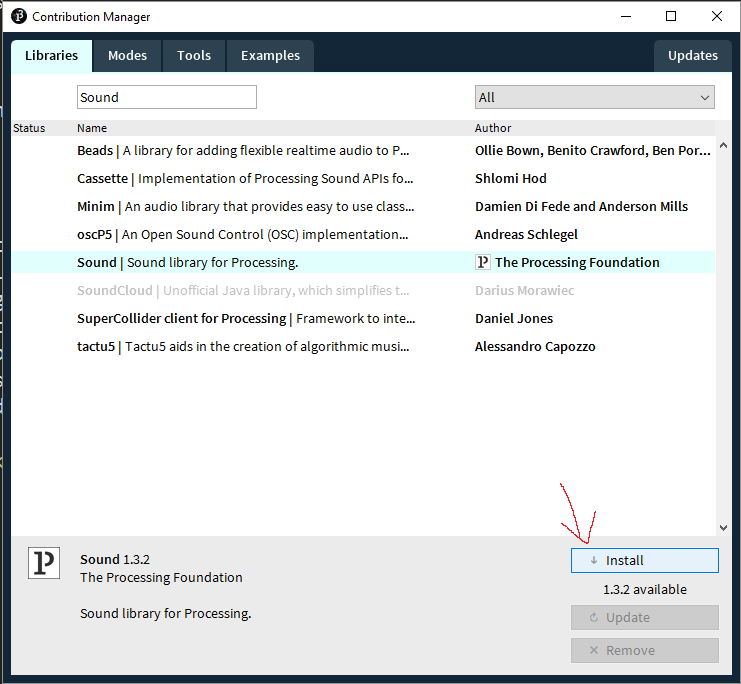 Contribution Manager
Libraries Modes Tools Examples Updates
Sound All
Status Name Author
Beads | A library for adding flexible realtime audio to P... Ollie Bown, Benito Crawford, Ben Por...
Cassette | Implementation of Processing Sound APIs fo... Shlomi Hod
Minim | An audio library that provides easy to use class... Damien Di Fede and Anderson Mills
oscP5 | An Open Sound Control (OSC) implementation... Andreas Schlegel
Sound | Sound library for Processing. The Processing Foundation
SoundCloud | Unofficial Java library, which simplifies t... Darius Morawiec
SuperCollider client for Processing | Framework to inte... Daniel Jones
tactu5 | Tactu5 aids in the creation of algorithmic musi... Alessandro Capozzo
Sound 1.3.2 Install
The Processing Foundation
1.3.2 available
Sound library for Processing. Update
Remove